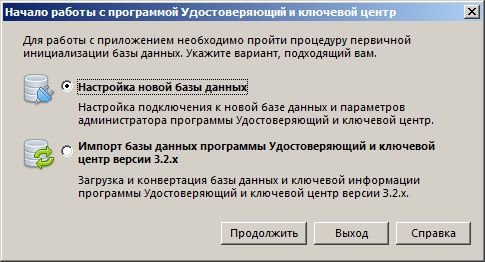 Начало работы с программой Удостоверяющий и ключевой центр
Для работы с приложением необходимо пройти процедуру первичной
инициализации базы данных. Укажите вариант, подходящий вам.
Настройка новой базы данных
Настройка подключения к новой базе данных и параметров
администратора программы Удостоверяющий и ключевой центр.
Импорт базы данных программы Удостоверяющий и ключевой
центр версии 3.2.x
Загрузка и конвертация базы данных и ключевой информации
программы Удостоверяющий и ключевой центр версии 3.2.x.
Продолжить
Выход
Справка